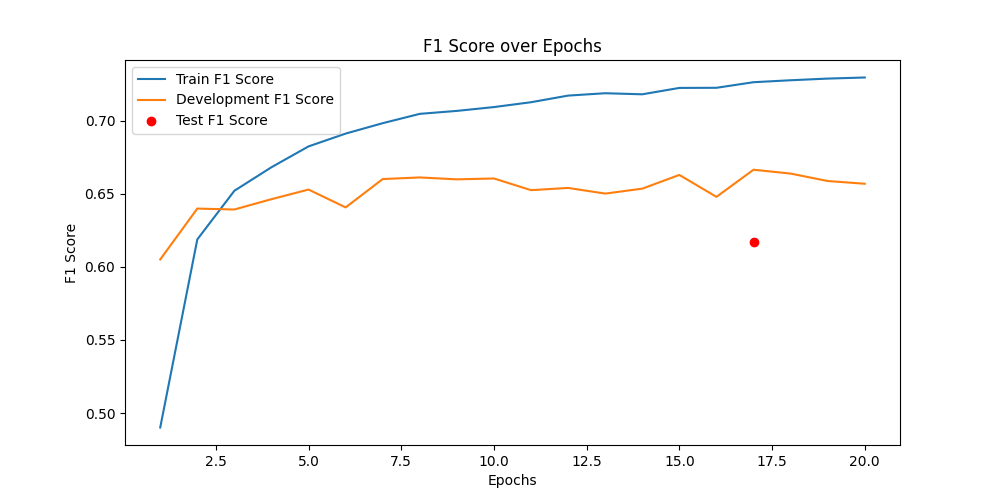 F1 Score over Epochs
Train F1 Score
Development F1 Score
Test F1 Score
0.70
0.65
0.60
0.55
0.50
F1 Score
2.5
5.0
7.5
10.0
12.5
15.0
17.5
20.0
Epochs